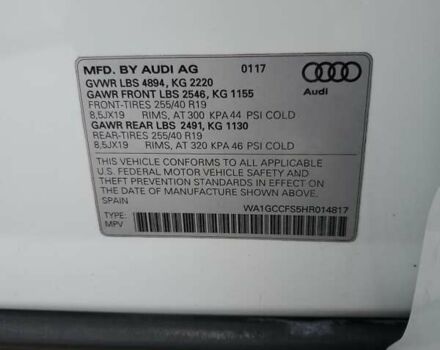 MFD. BY AUDI AG 0117
GVWR LBS 4894, KG 2220
GAWR FRONT LBS 2546, KG 1155
FRONT-TIRES 255/40 R19
8,5JX19 RIMS, AT 300 KPA 44 PSI COLD
GAWR REAR LBS 2491, KG 1130
REAR-TIRES 255/40 R19
8,5JX19 RIMS, AT 320 KPA 46 PSI COLD
Audi
THIS VEHICLE CONFORMS TO ALL APPLICABLE
U.S. FEDERAL MOTOR VEHICLE SAFETY AND
THEFT PREVENTION STANDARDS IN EFFECT ON THE
DATE OF MANUFACTURE SHOWN ABOVE.
SPAIN
WA1GCCFS5HR014817
TYPE:
MPV